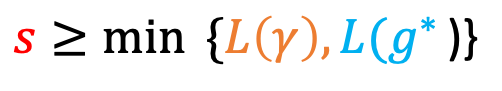 s ≥ min {L(γ), L(g*)}